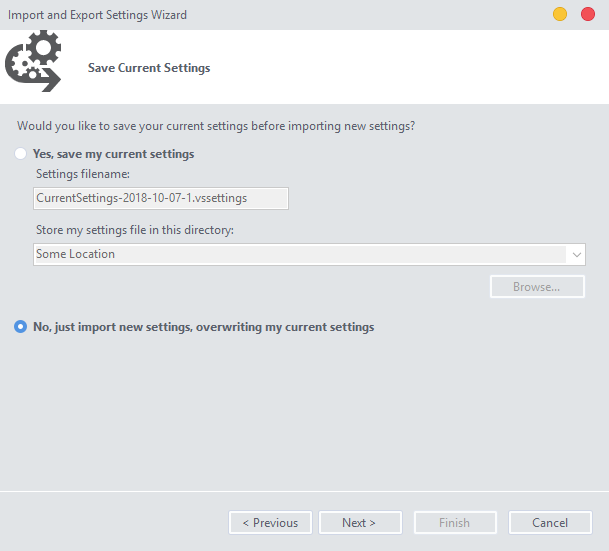 Import and Export Settings Wizard
Save Current Settings
Would you like to save your current settings before importing new settings?
Yes, save my current settings
Settings filename:
CurrentSettings-2018-10-07-1.vssettings
Store my settings file in this directory:
Some Location
Browse...
No, just import new settings, overwriting my current settings
< Previous
Next >
Finish
Cancel